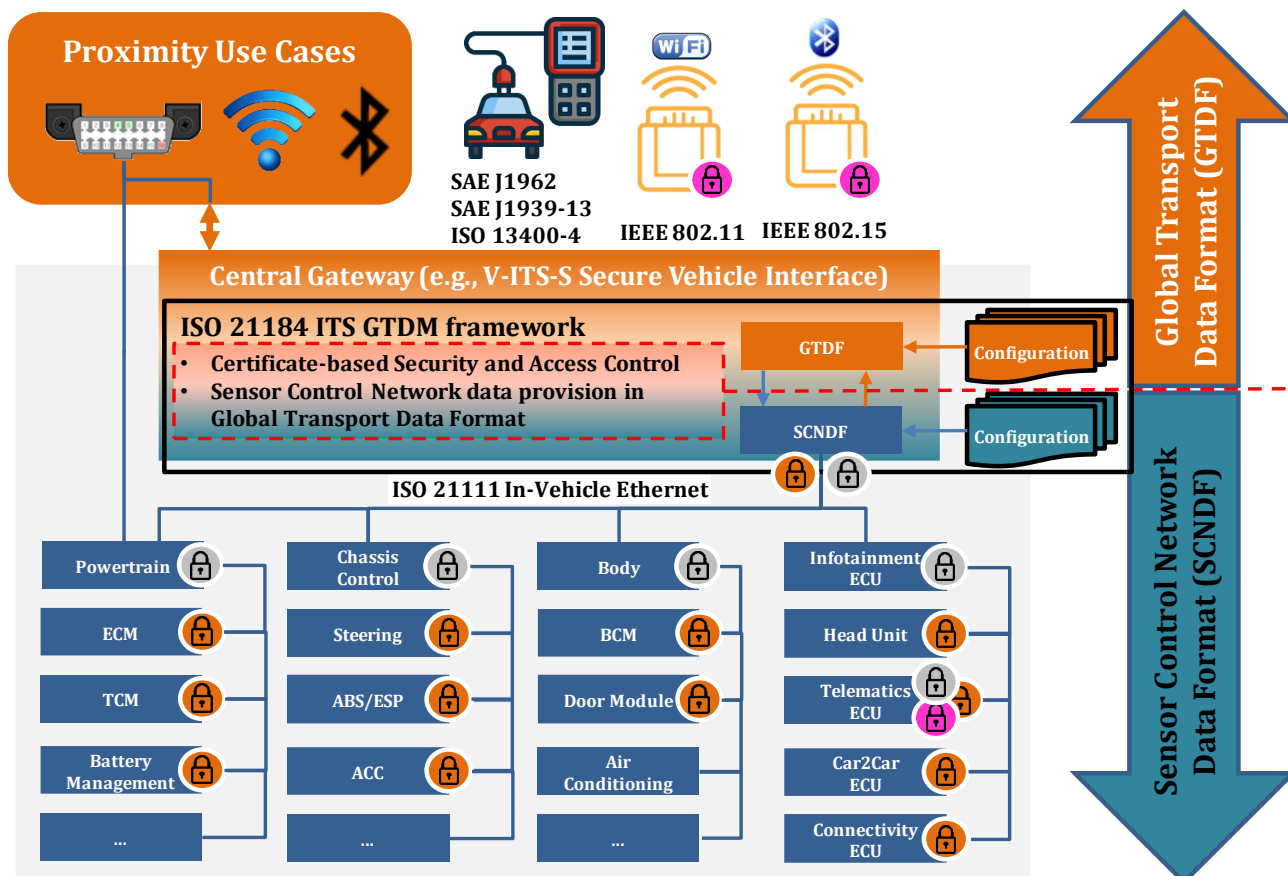 Proximity Use Cases
WiFi
SAE J1962
SAE J1939-13
ISO 13400-4
IEEE 802.11
IEEE 802.15
Global Transport
Data Format (GTDF)
Central Gateway (e.g., V-ITS-S Secure Vehicle Interface)
ISO 21184 ITS GTDM framework
• Certificate-based Security and Access Control
• Sensor Control Network data provision in
Global Transport Data Format
GTDF
Configuration
SCNDF
Configuration
Sensor Control Network
Data Format (SCNDF)
ISO 21111 In-Vehicle Ethernet
Powertrain
ECM
TCM
Battery
Management
...
Chassis
Control
Steering
ABS/ESP
ACC
...
Body
BCM
Door Module
Air
Conditioning
...
Infotainment
ECU
Head Unit
Telematics
ECU
Car2Car
ECU
Connectivity
ECU